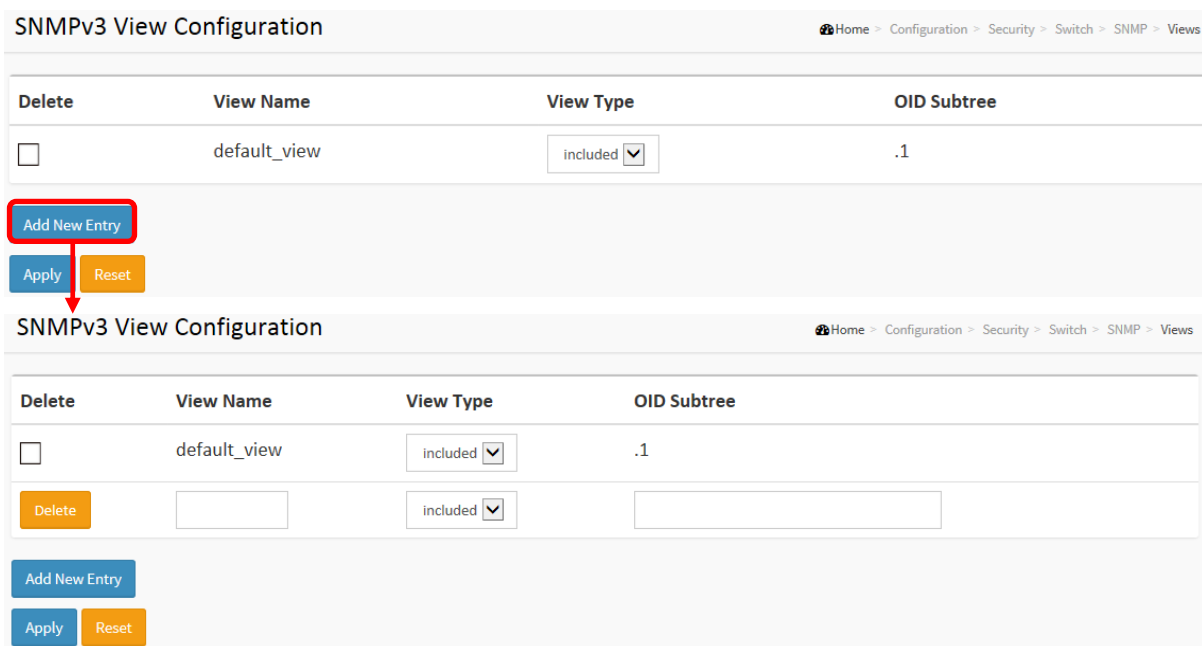 SNMPv3 View Configuration
Home > Configuration > Security > Switch > SNMP > Views
Delete View Name View Type OID Subtree
default_view included .1
Add New Entry
Apply Reset
SNMPv3 View Configuration
Home > Configuration > Security > Switch > SNMP > Views
Delete View Name View Type OID Subtree
default_view included .1
Delete included
Add New Entry
Apply Reset